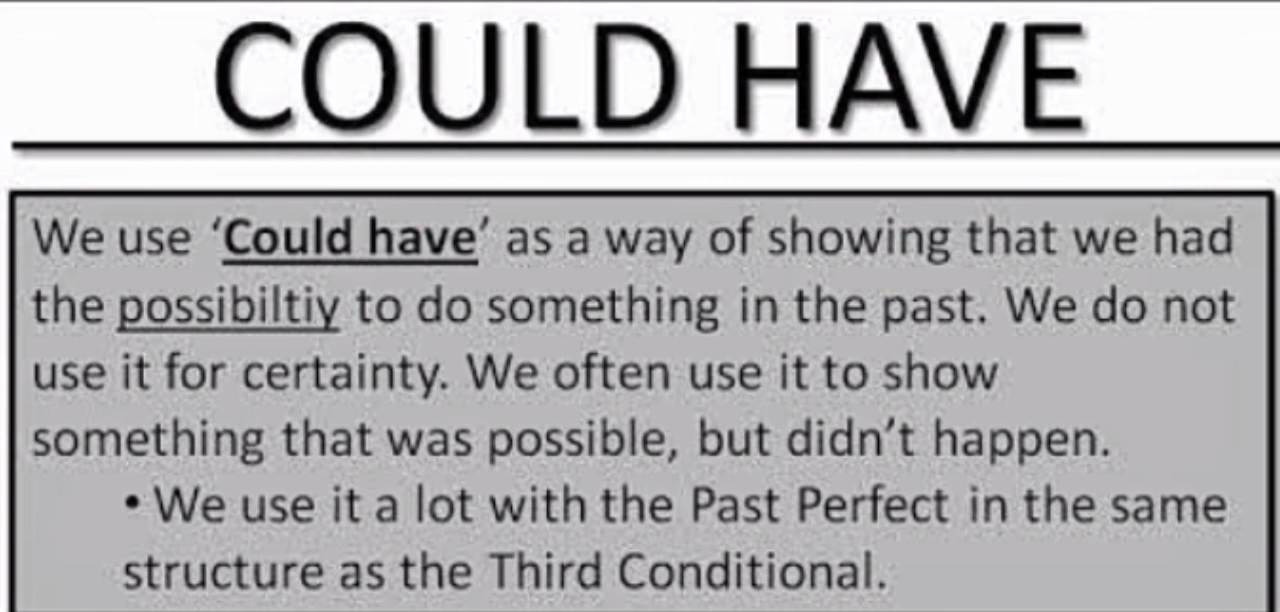 COULD HAVE
We use ‘Could have’ as a way of showing that we had
the possibiltiy to do something in the past. We do not
use it for certainty. We often use it to show
something that was possible, but didn’t happen.
• We use it a lot with the Past Perfect in the same
structure as the Third Conditional.